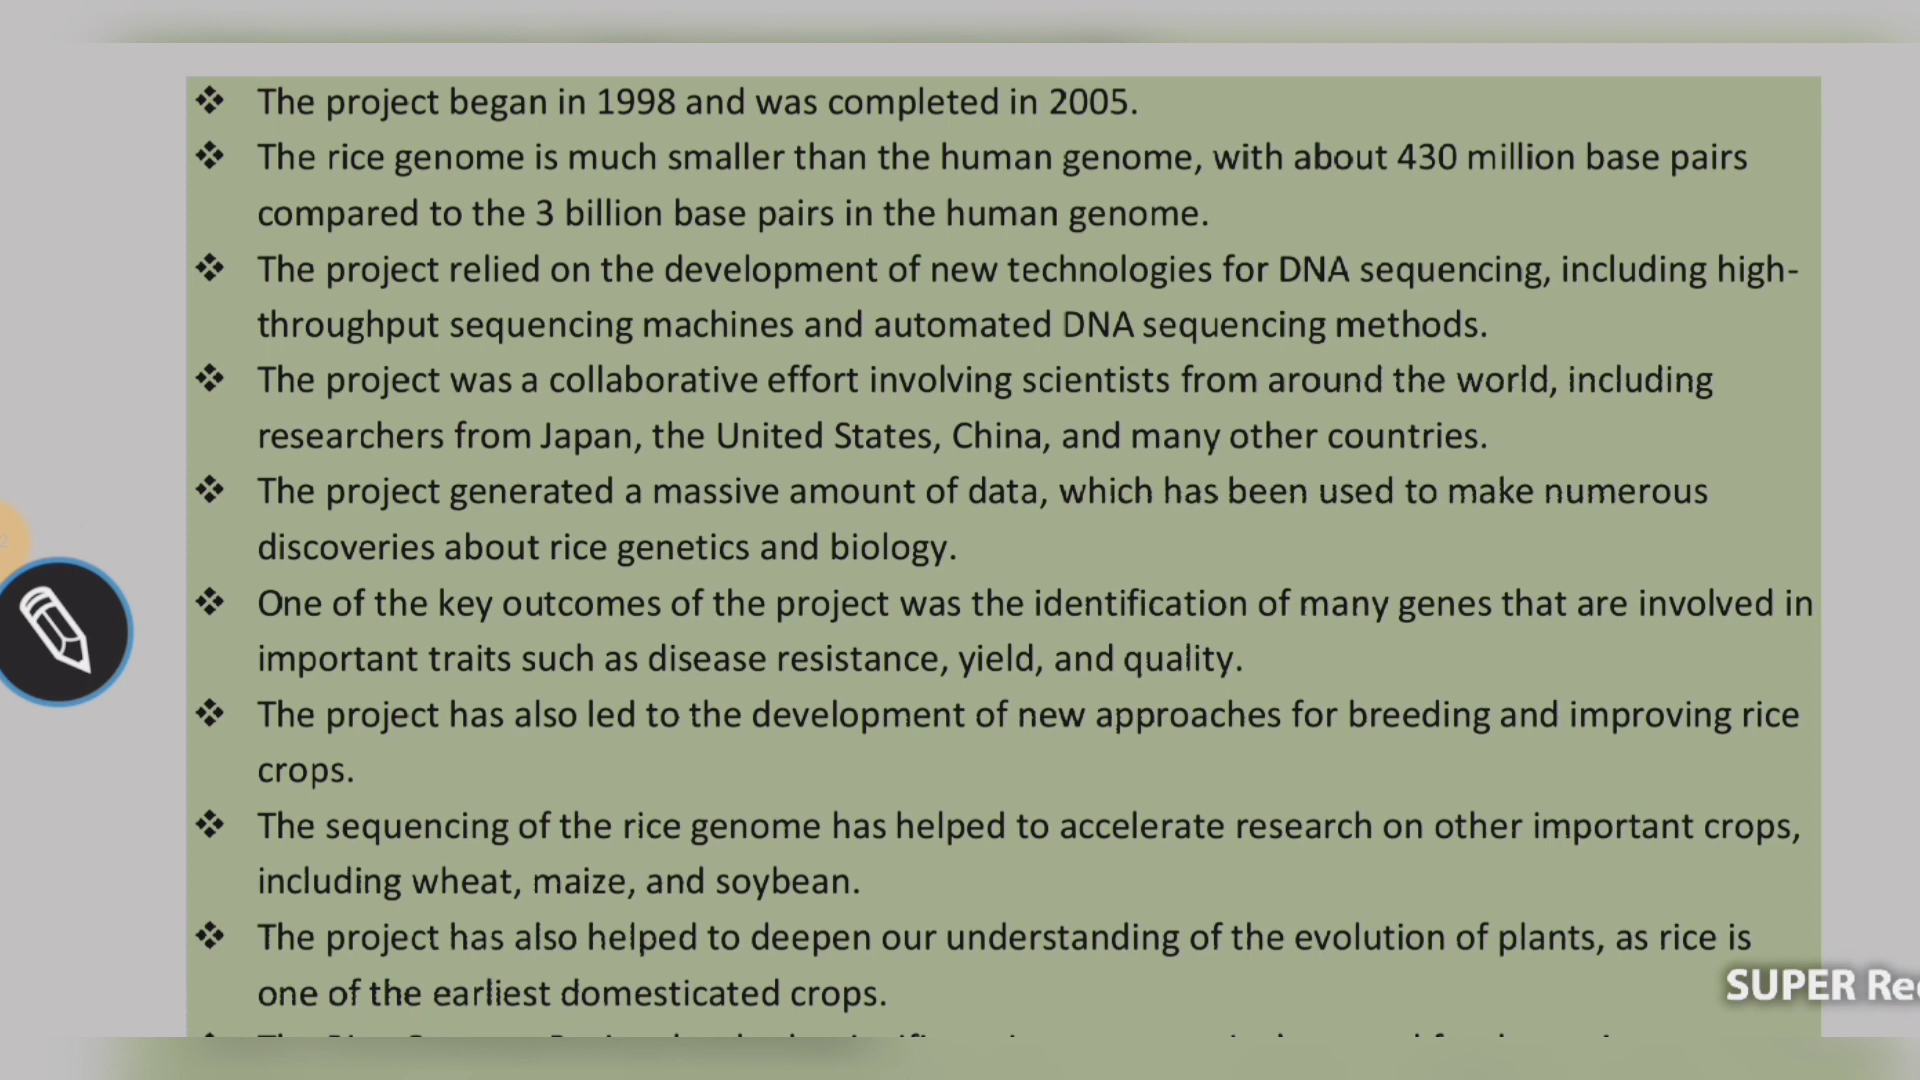 ❖ The project began in 1998 and was completed in 2005.
❖ The rice genome is much smaller than the human genome, with about 430 million base pairs
compared to the 3 billion base pairs in the human genome.
❖ The project relied on the development of new technologies for DNA sequencing, including high-
throughput sequencing machines and automated DNA sequencing methods.
❖ The project was a collaborative effort involving scientists from around the world, including
researchers from Japan, the United States, China, and many other countries.
❖ The project generated a massive amount of data, which has been used to make numerous
discoveries about rice genetics and biology.
❖ One of the key outcomes of the project was the identification of many genes that are involved in
important traits such as disease resistance, yield, and quality.
❖ The project has also led to the development of new approaches for breeding and improving rice
crops.
❖ The sequencing of the rice genome has helped to accelerate research on other important crops,
including wheat, maize, and soybean.
❖ The project has also helped to deepen our understanding of the evolution of plants, as rice is
one of the earliest domesticated crops.
SUPER